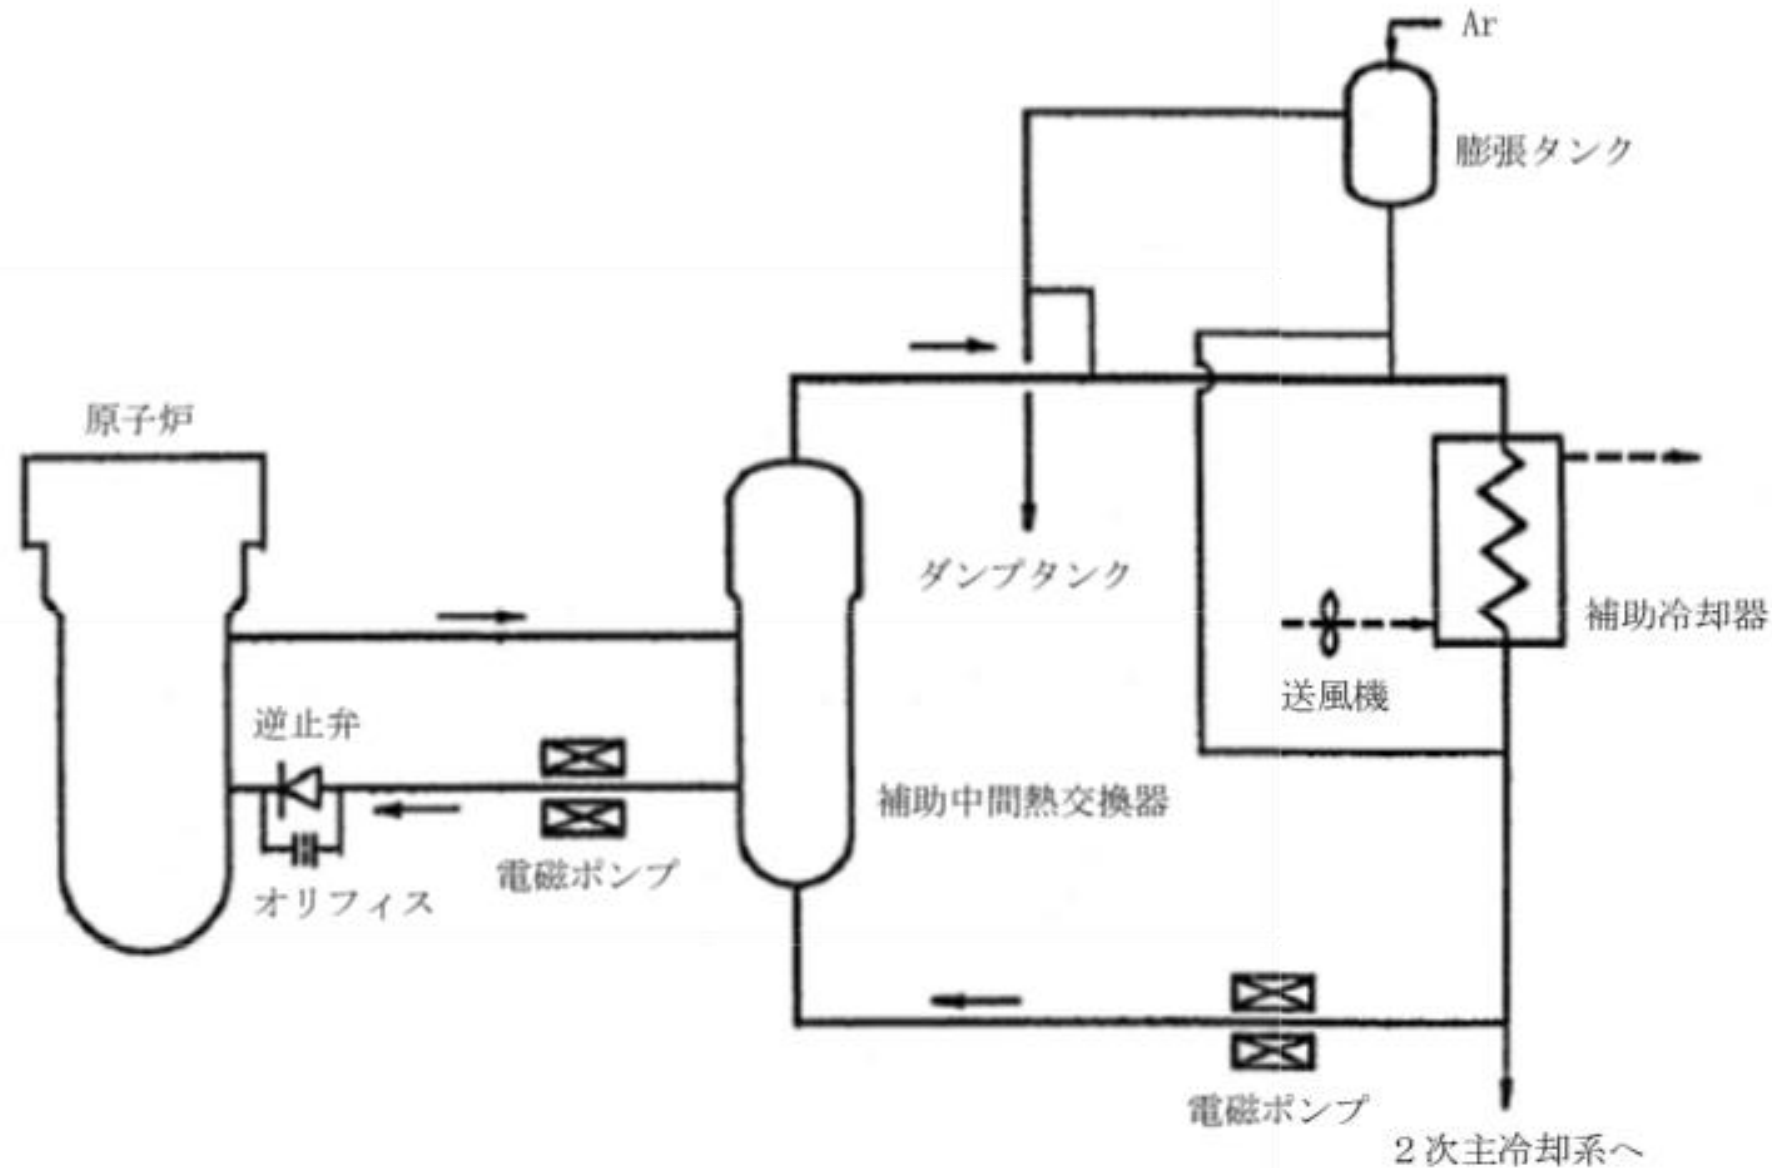 Ar
膨張タンク
原子炉
ダンプタンク
補助冷却器
送風機
逆止弁
補助中間熱交換器
電磁ポンプ
オリフィス
電磁ポンプ
2次主冷却系へ